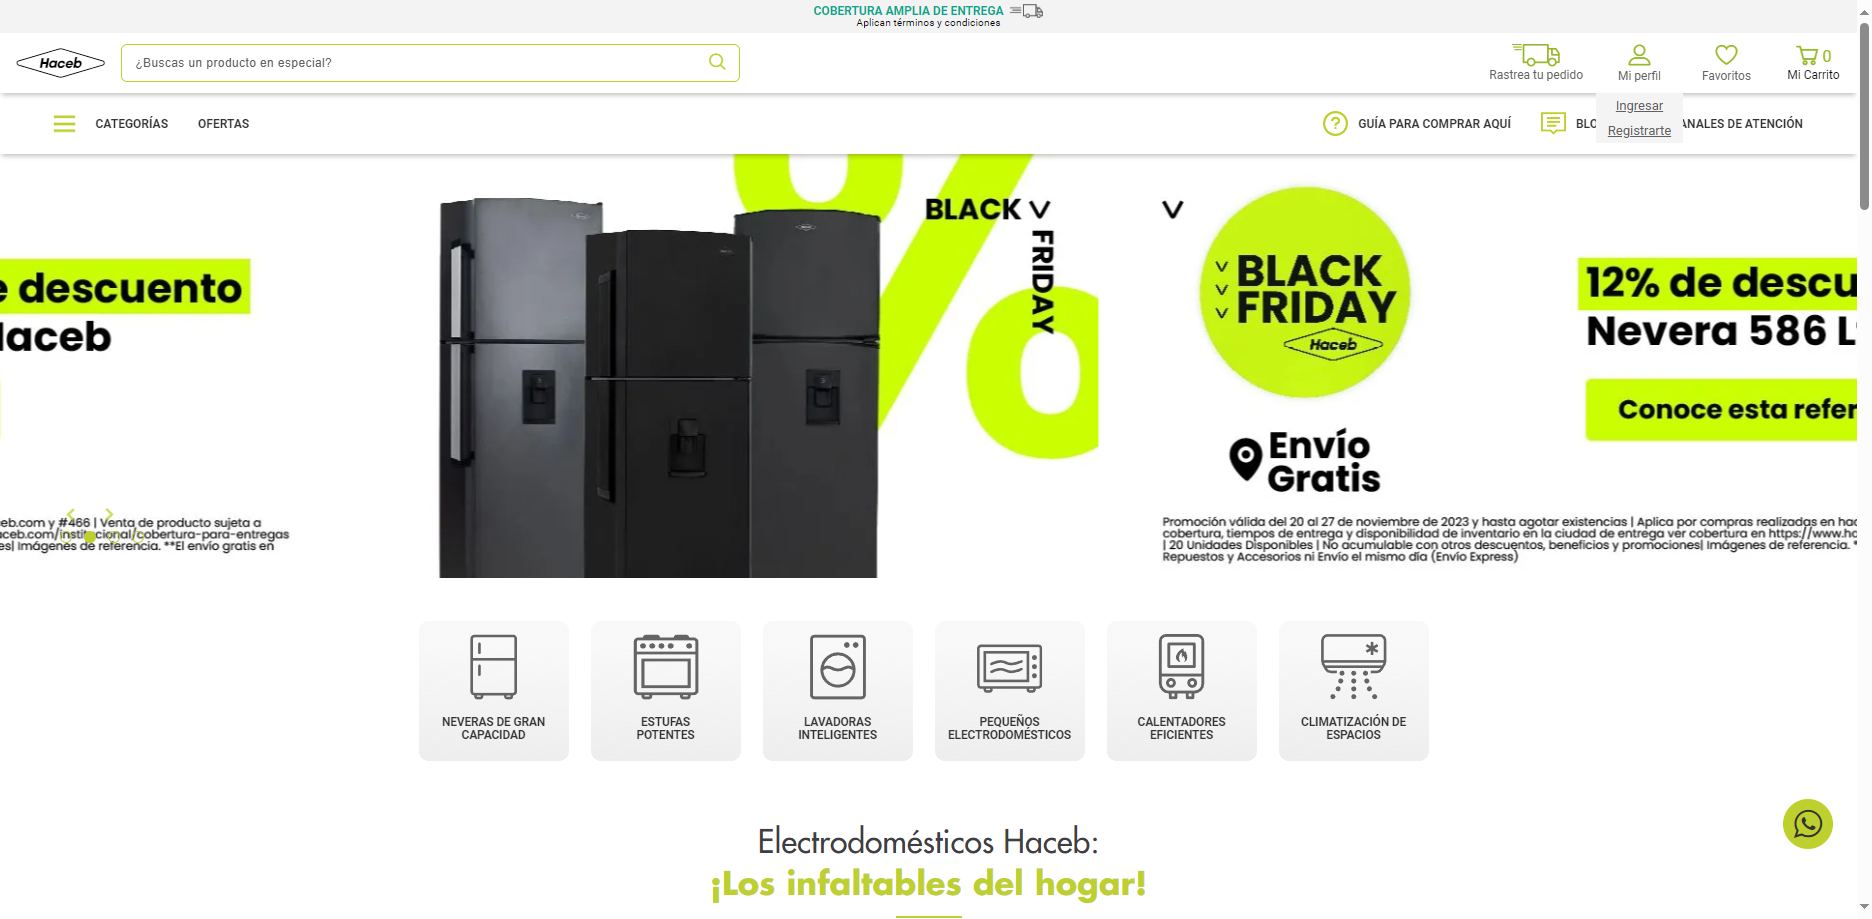 COBERTURA AMPLIA DE ENTREGA
Aplican términos y condiciones
Haceb
¿Buscas un producto en especial?
Rastrea tu pedido
Mi perfil
Favoritos
0
Mi Carrito
Ingresar
Registrarte
CATEGORÍAS
OFERTAS
GUÍA PARA COMPRAR AQUÍ
ANALES DE ATENCIÓN
descuento
Haceb
BLACK
FRIDAY
%
BLACK
FRIDAY
Haceb
Envío
Gratis
12% de descu
Nevera 586 L
Conoce esta refer
eb.com y #466 | Venta de producto sujeta a
aceb.com/institucional/cobertura-para-entregas
es| Imágenes de referencia. **El envío gratis en
Promoción válida del 20 al 27 de noviembre de 2023 y hasta agotar existencias | Aplica por compras realizadas en hac
cobertura, tiempos de entrega y disponibilidad de inventario en la ciudad de entrega ver cobertura en https://www.ha
| 20 Unidades Disponibles | No acumulable con otros descuentos, beneficios y promociones| Imágenes de referencia. *
Repuestos y Accesorios ni Envío el mismo día (Envío Express)
NEVERAS DE GRAN
CAPACIDAD
ESTUFAS
POTENTES
LAVADORAS
INTELIGENTES
PEQUEÑOS
ELECTRODOMÉSTICOS
CALENTADORES
EFICIENTES
CLIMATIZACIÓN DE
ESPACIOS
Electrodomésticos Haceb:
¡Los infaltables del hogar!